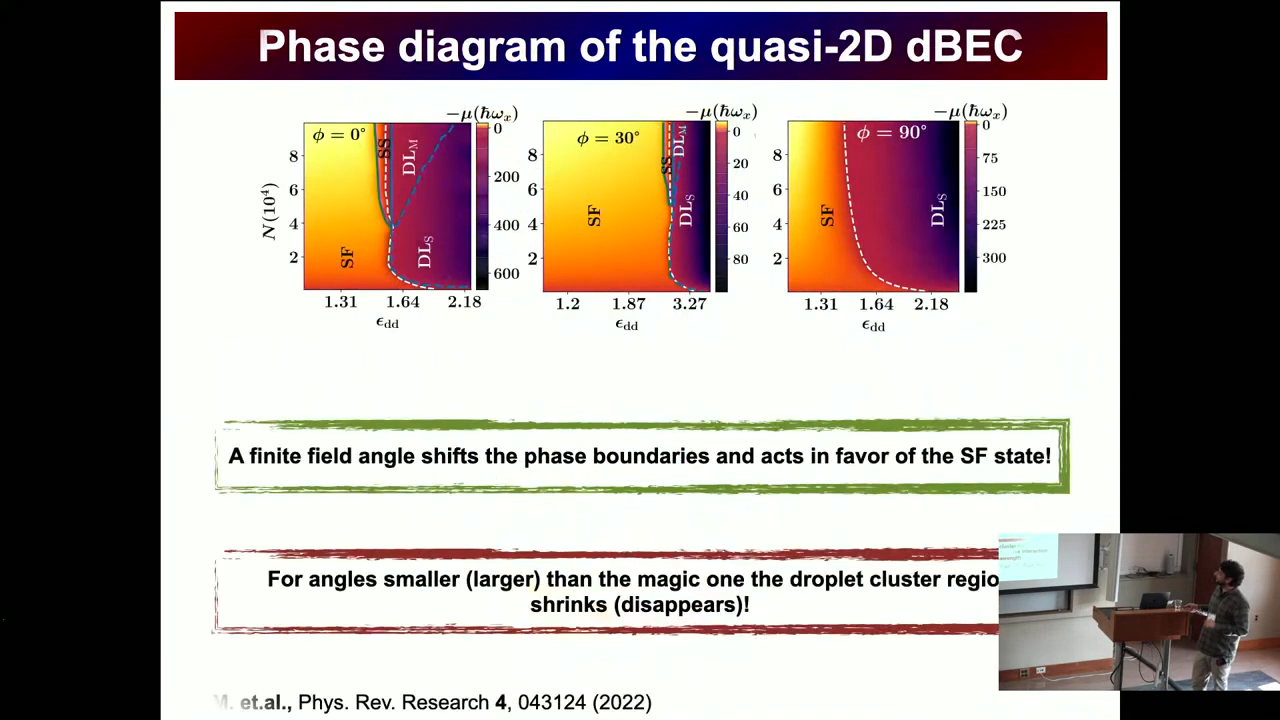 Phase diagram of the quasi-2D dBEC
−μ(ħωₓ)
−μ(ħωₓ)
−μ(ħωₓ)
ϕ = 0°
SS
DL_M
SF
DL_S
N(10⁴)
8
6
4
2
1.31
1.64
2.18
ϵ_dd
0
200
400
600
ϕ = 30°
SS
DL_M
SF
DL_S
8
6
4
2
1.2
1.87
3.27
ϵ_dd
0
20
40
60
80
ϕ = 90°
SF
DL_S
8
6
4
2
1.31
1.64
2.18
ϵ_dd
0
75
150
225
300
A finite field angle shifts the phase boundaries and acts in favor of the SF state!
For angles smaller (larger) than the magic one the droplet cluster regio
shrinks (disappears)!
M. et.al., Phys. Rev. Research 4, 043124 (2022)